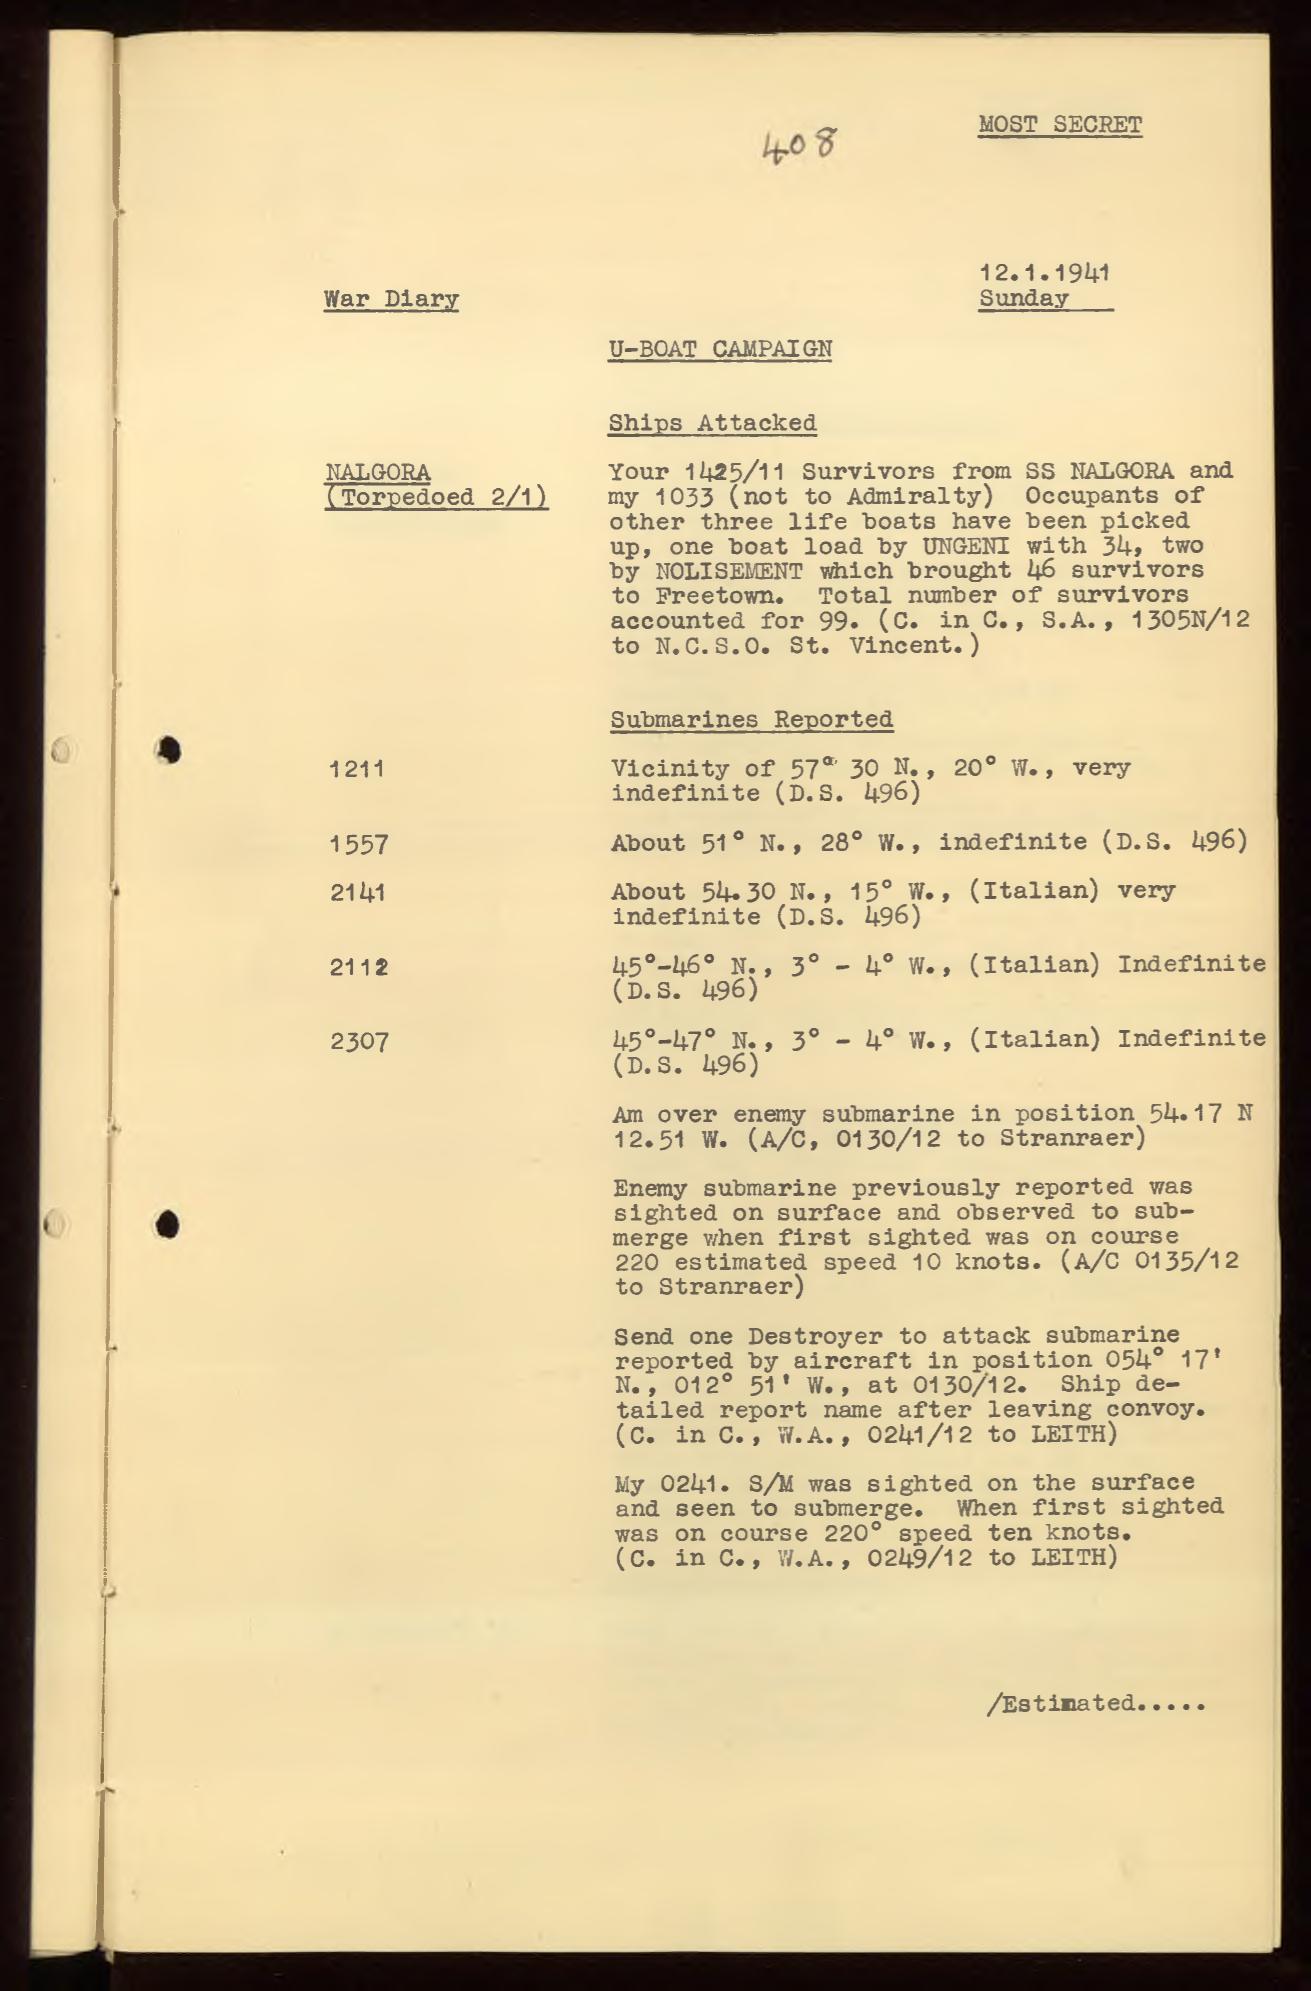 MOST SECRET
408
12.1.1941
War Diary
Sunday
U-BOAT CAMPAIGN
Ships Attacked
NALGORA
(Torpedoed 2/1)
Your 1425/11 Survivors from SS NALGORA and
my 1033 (not to Admiralty)  Occupants of
other three life boats have been picked
up, one boat load by UNGENI with 34, two
by NOLISEMENT which brought 46 survivors
to Freetown.  Total number of survivors
accounted for 99. (C. in C., S.A., 1305N/12
to N.C.S.O. St. Vincent.)
Submarines Reported
1211 Vicinity of 57° 30 N., 20° W., very
indefinite (D.S. 496)
1557 About 51° N., 28° W., indefinite (D.S. 496)
2141 About 54.30 N., 15° W., (Italian) very
indefinite (D.S. 496)
2112 45°-46° N., 3° - 4° W., (Italian) Indefinite
(D.S. 496)
2307 45°-47° N., 3° - 4° W., (Italian) Indefinite
(D.S. 496)
Am over enemy submarine in position 54.17 N
12.51 W. (A/C, 0130/12 to Stranraer)
Enemy submarine previously reported was
sighted on surface and observed to sub-
merge when first sighted was on course
220 estimated speed 10 knots. (A/C 0135/12
to Stranraer)
Send one Destroyer to attack submarine
reported by aircraft in position 054° 17'
N., 012° 51' W., at 0130/12.  Ship de-
tailed report name after leaving convoy.
(C. in C., W.A., 0241/12 to LEITH)
My 0241. S/M was sighted on the surface
and seen to submerge.  When first sighted
was on course 220° speed ten knots.
(C. in C., W.A., 0249/12 to LEITH)
/Estimated.....